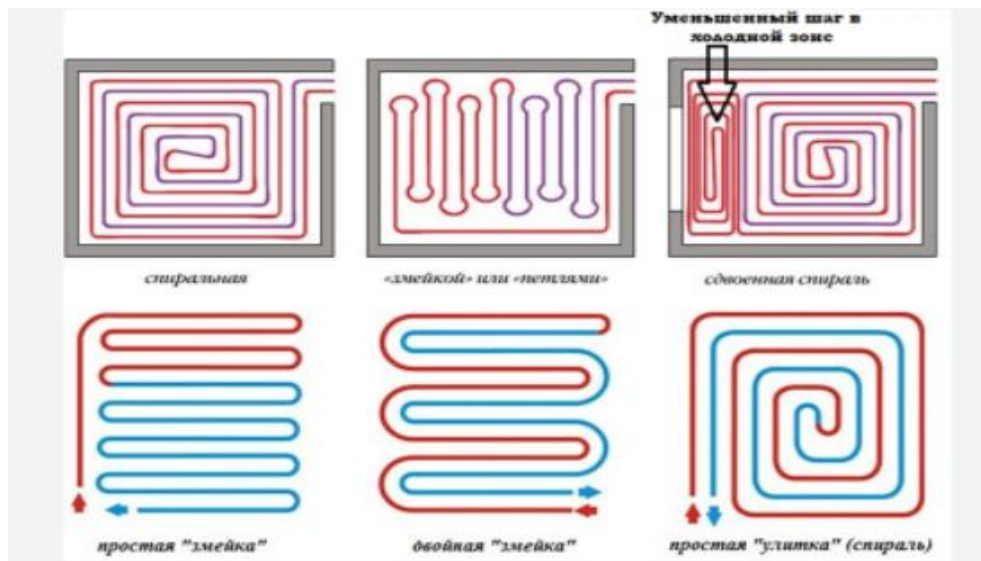 Уменьшенный шаг в
холодной зоне
спиральная
«змейкой» или «петлями»
сдвоенная спираль
простая "змейка"
двойная "змейка"
простая "улитка" (спираль)